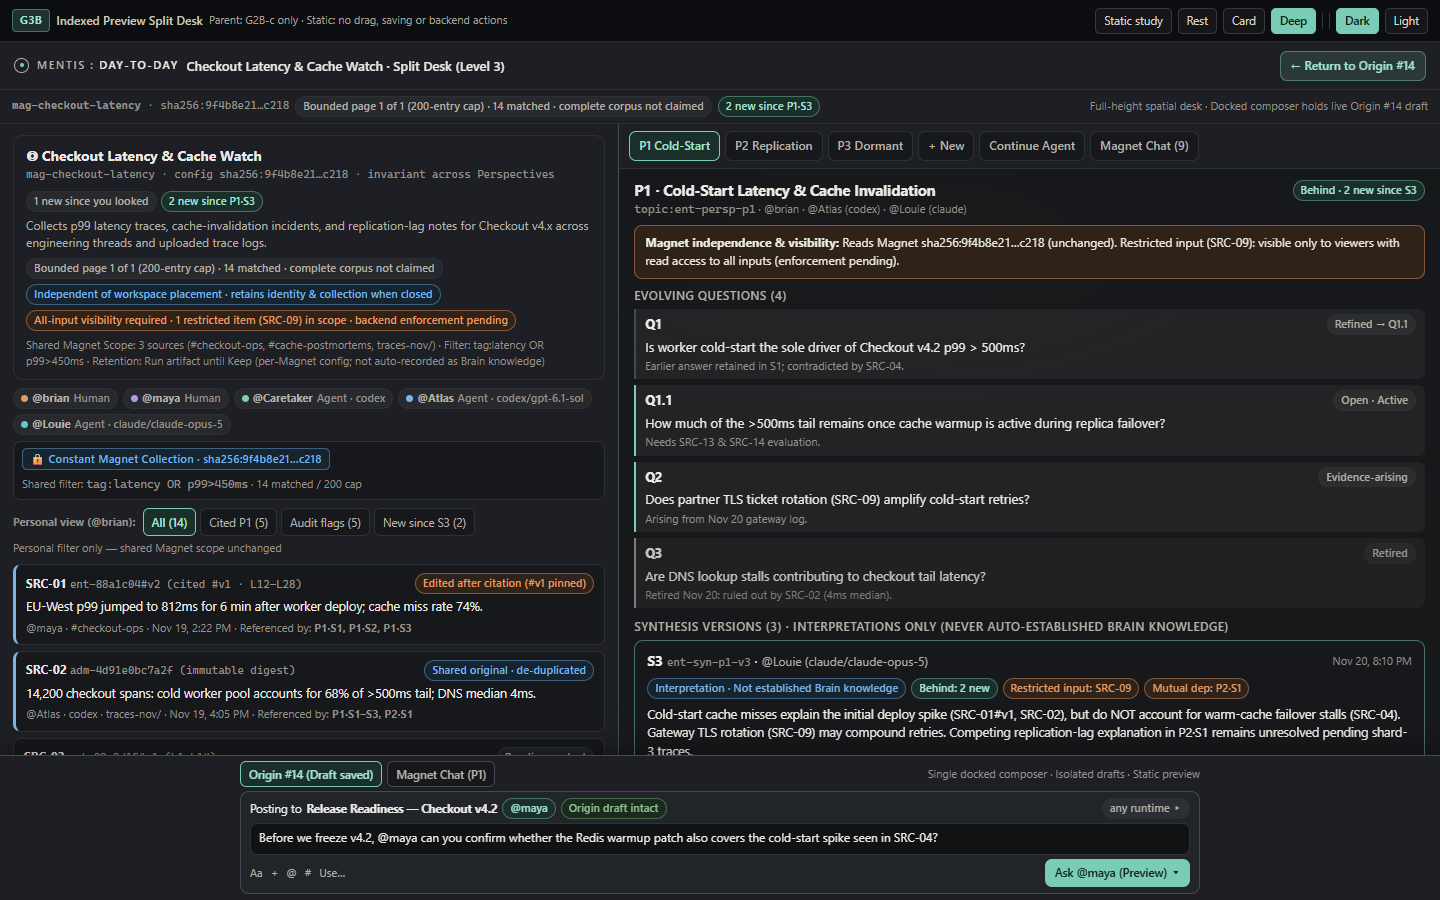 G3B Indexed Preview Split Desk Parent: G2B-c only · Static: no drag, saving or backend actions
Static study Rest Card Deep Dark Light
MENTIS : DAY-TO-DAY Checkout Latency & Cache Watch · Split Desk (Level 3)
← Return to Origin #14
mag-checkout-latency · sha256:9f4b8e21…c218 Bounded page 1 of 1 (200-entry cap) · 14 matched · complete corpus not claimed 2 new since P1·S3
Full-height spatial desk · Docked composer holds live Origin #14 draft
Checkout Latency & Cache Watch
mag-checkout-latency · config sha256:9f4b8e21…c218 · invariant across Perspectives
1 new since you looked 2 new since P1·S3
Collects p99 latency traces, cache-invalidation incidents, and replication-lag notes for Checkout v4.x across
engineering threads and uploaded trace logs.
Bounded page 1 of 1 (200-entry cap) · 14 matched · complete corpus not claimed
Independent of workspace placement · retains identity & collection when closed
All-input visibility required · 1 restricted item (SRC-09) in scope · backend enforcement pending
Shared Magnet Scope: 3 sources (#checkout-ops, #cache-postmortems, traces-nov/) · Filter: tag:latency OR
p99>450ms · Retention: Run artifact until Keep (per-Magnet config; not auto-recorded as Brain knowledge)
@brian Human @maya Human @Caretaker Agent · codex @Atlas Agent · codex/gpt-6.1-sol
@Louie Agent · claude/claude-opus-5
Constant Magnet Collection · sha256:9f4b8e21…c218
Shared filter: tag:latency OR p99>450ms · 14 matched / 200 cap
Personal view (@brian): All (14) Cited P1 (5) Audit flags (5) New since S3 (2)
Personal filter only — shared Magnet scope unchanged
SRC-01 ent-88a1c04#v2 (cited #v1 · L12–L28) Edited after citation (#v1 pinned)
EU-West p99 jumped to 812ms for 6 min after worker deploy; cache miss rate 74%.
@maya · #checkout-ops · Nov 19, 2:22 PM · Referenced by: P1·S1, P1·S2, P1·S3
SRC-02 adm-4d91e0bc7a2f (immutable digest) Shared original · de-duplicated
14,200 checkout spans: cold worker pool accounts for 68% of >500ms tail; DNS median 4ms.
@Atlas · codex · traces-nov/ · Nov 19, 4:05 PM · Referenced by: P1·S1–S3, P2·S1
P1 Cold-Start P2 Replication P3 Dormant + New Continue Agent Magnet Chat (9)
P1 · Cold-Start Latency & Cache Invalidation Behind · 2 new since S3
topic:ent-persp-p1 · @brian · @Atlas (codex) · @Louie (claude)
Magnet independence & visibility: Reads Magnet sha256:9f4b8e21…c218 (unchanged). Restricted input (SRC-09): visible only to viewers with
read access to all inputs (enforcement pending).
EVOLVING QUESTIONS (4)
Q1 Refined → Q1.1
Is worker cold-start the sole driver of Checkout v4.2 p99 > 500ms?
Earlier answer retained in S1; contradicted by SRC-04.
Q1.1 Open · Active
How much of the >500ms tail remains once cache warmup is active during replica failover?
Needs SRC-13 & SRC-14 evaluation.
Q2 Evidence-arising
Does partner TLS ticket rotation (SRC-09) amplify cold-start retries?
Arising from Nov 20 gateway log.
Q3 Retired
Are DNS lookup stalls contributing to checkout tail latency?
Retired Nov 20: ruled out by SRC-02 (4ms median).
SYNTHESIS VERSIONS (3) · INTERPRETATIONS ONLY (NEVER AUTO-ESTABLISHED BRAIN KNOWLEDGE)
S3 ent-syn-p1-v3 · @Louie (claude/claude-opus-5) Nov 20, 8:10 PM
Interpretation · Not established Brain knowledge Behind: 2 new Restricted input: SRC-09 Mutual dep: P2·S1
Cold-start cache misses explain the initial deploy spike (SRC-01#v1, SRC-02), but do NOT account for warm-cache failover stalls (SRC-04).
Gateway TLS rotation (SRC-09) may compound retries. Competing replication-lag explanation in P2·S1 remains unresolved pending shard-
3 traces.
Origin #14 (Draft saved) Magnet Chat (P1) Single docked composer · Isolated drafts · Static preview
Posting to Release Readiness — Checkout v4.2 @maya Origin draft intact any runtime
Before we freeze v4.2, @maya can you confirm whether the Redis warmup patch also covers the cold-start spike seen in SRC-04?
Aa + @ # Use… Ask @maya (Preview)